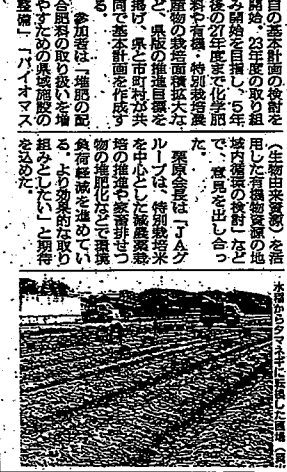 自の基本計画の検討を
開始。23年度の取り組
み開始を目指し、5年
後の27年度まで化学肥
料や有機・特別栽培農
産物の栽培面積拡大な
ど、県版の推進目標を
掲げ、県と市町村が共
同で基本計画を作成す
る。
参加者は「堆肥の配
合肥料の取り扱いを増
やすための県域施設の
整備」「バイオマス
（生物由来資源）を活
用した有機物資源の地
域内循環の検討」など
で、意見を出し合っ
た。
栗原会長は「JAグ
ループは、特別栽培米
を中心とした減農薬栽
培の推進や家畜排せつ
物の堆肥化などで環境
負荷軽減を進めてい
る。より効果的な取り
組みとしたい」と期待
を込めた。
水稲からタマネギに転換した圃場